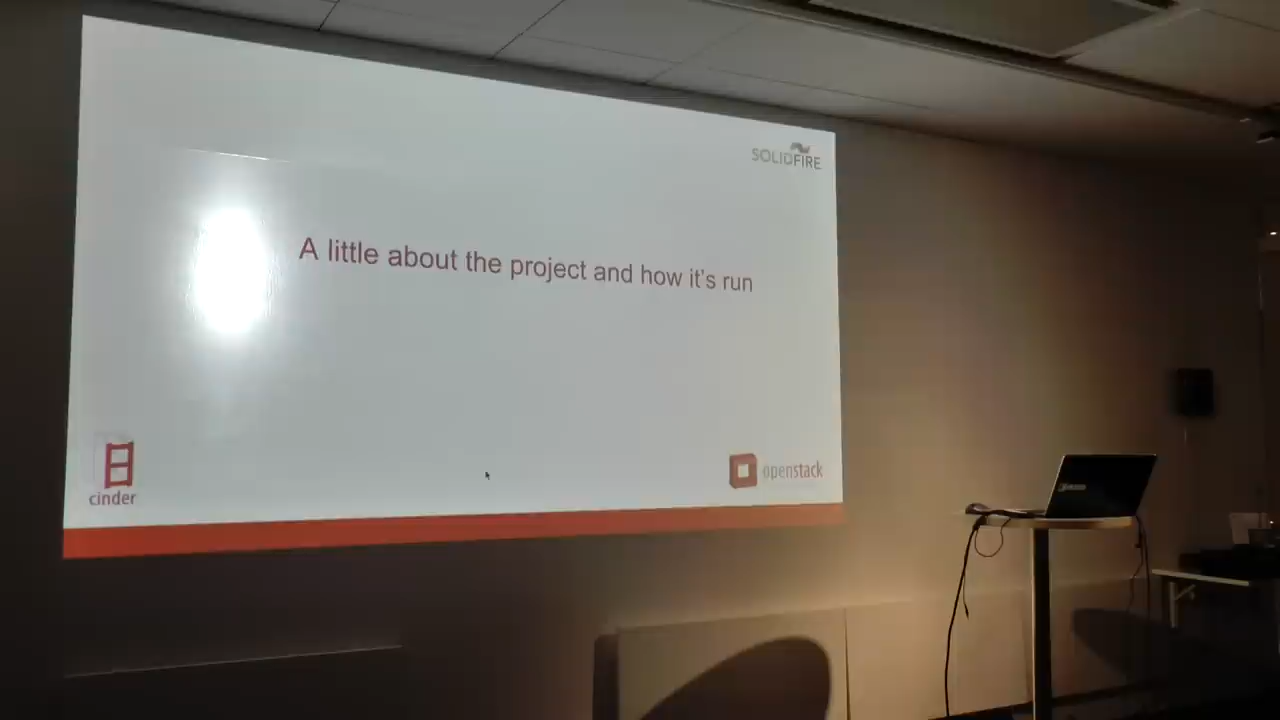 SOLIDFIRE
A little about the project and how it's run
cinder
openstack